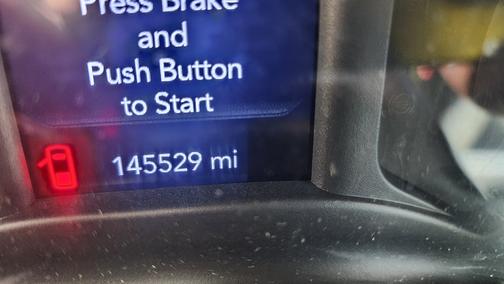 Press Brake
and
Push Button
to Start
145529 mi